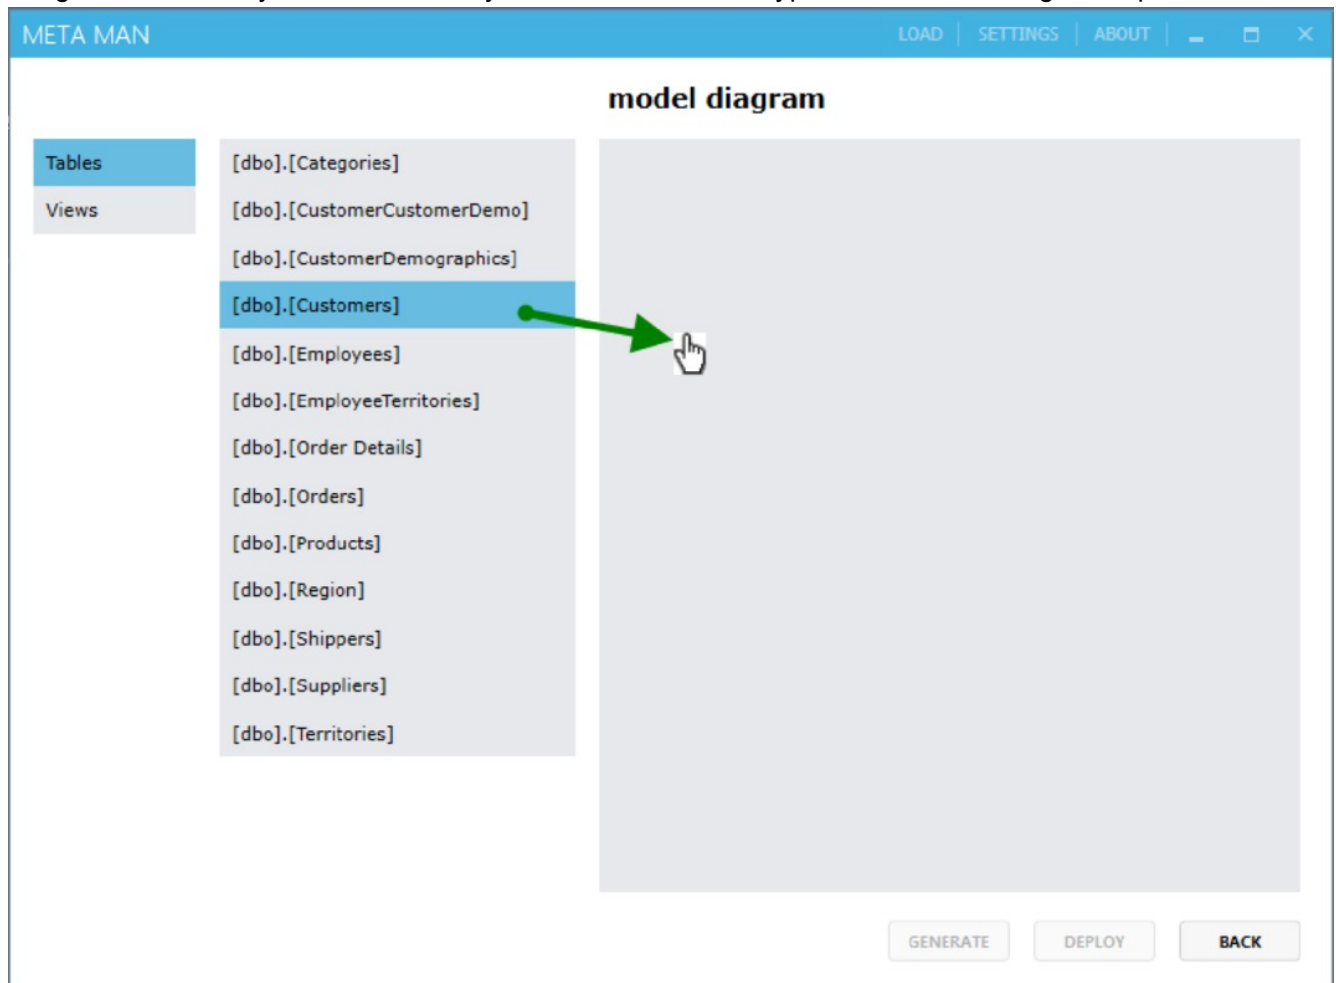 META MAN
LOAD
SETTINGS
ABOUT
model diagram
Tables
Views
[dbo].[Categories]
[dbo].[CustomerCustomerDemo]
[dbo].[CustomerDemographics]
[dbo].[Customers]
[dbo].[Employees]
[dbo].[EmployeeTerritories]
[dbo].[Order Details]
[dbo].[Orders]
[dbo].[Products]
[dbo].[Region]
[dbo].[Shippers]
[dbo].[Suppliers]
[dbo].[Territories]
GENERATE
DEPLOY
BACK